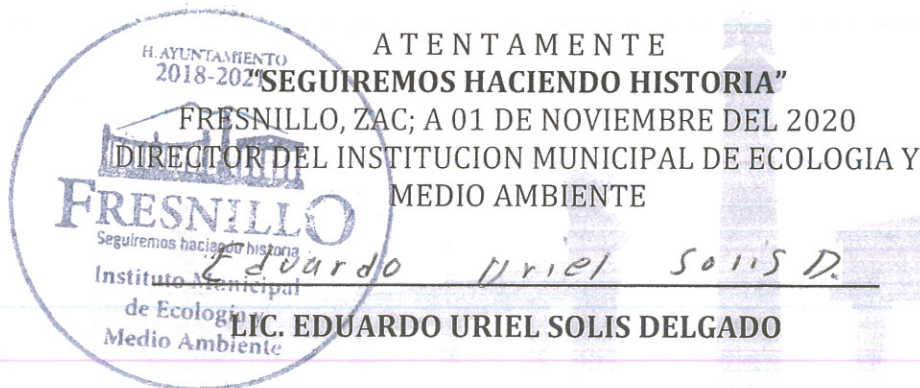 H. AYUNTAMIENTO
2018-202
ATENTAMENTE
"SEGUIREMOS HACIENDO HISTORIA"
FRESNILLO, ZAC; A 01 DE NOVIEMBRE DEL 2020
DIRECTOR DEL INSTITUCION MUNICIPAL DE ECOLOGIA Y
MEDIO AMBIENTE
FRESNILLO
Seguiremos haciendo historia
Instituto Municipal
de Ecologia y
Medio Ambiente
Eduardo Uriel Solis D.
LIC. EDUARDO URIEL SOLIS DELGADO